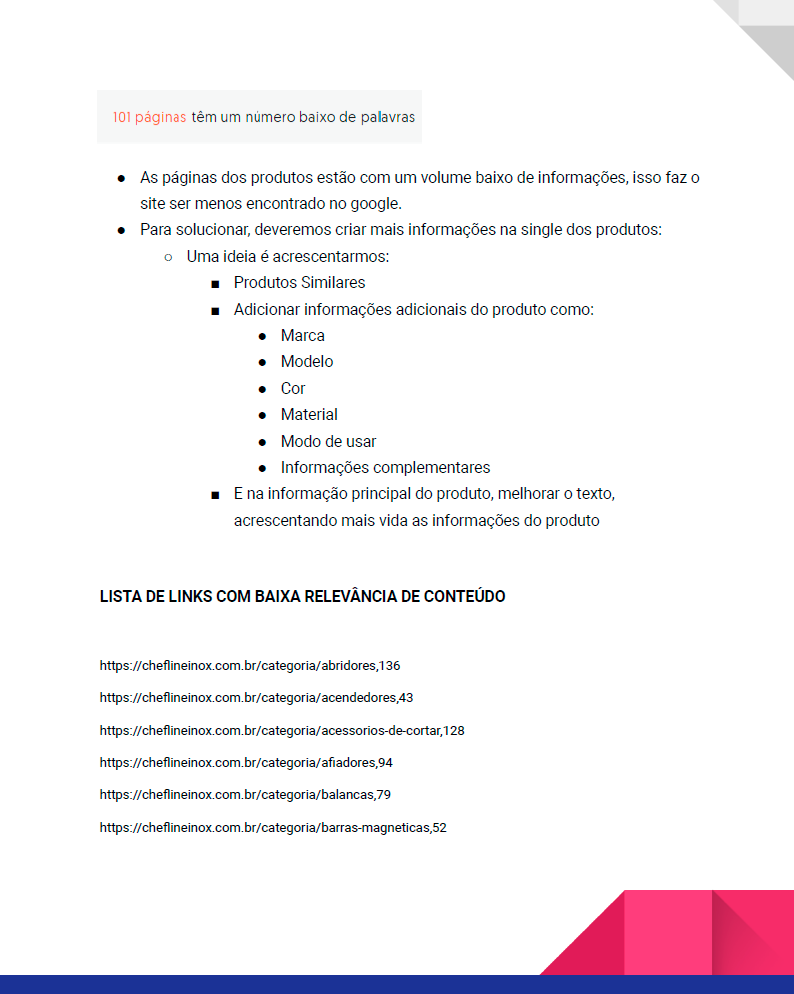 101 páginas têm um número baixo de palavras
● As páginas dos produtos estão com um volume baixo de informações, isso faz o
site ser menos encontrado no google.
● Para solucionar, deveremos criar mais informações na single dos produtos:
○ Uma ideia é acrescentarmos:
■ Produtos Similares
■ Adicionar informações adicionais do produto como:
● Marca
● Modelo
● Cor
● Material
● Modo de usar
● Informações complementares
■ E na informação principal do produto, melhorar o texto,
acrescentando mais vida as informações do produto
LISTA DE LINKS COM BAIXA RELEVÂNCIA DE CONTEÚDO
https://cheflineinox.com.br/categoria/abridores,136
https://cheflineinox.com.br/categoria/acendedores,43
https://cheflineinox.com.br/categoria/acessorios-de-cortar,128
https://cheflineinox.com.br/categoria/afiadores,94
https://cheflineinox.com.br/categoria/balancas,79
https://cheflineinox.com.br/categoria/barras-magneticas,52